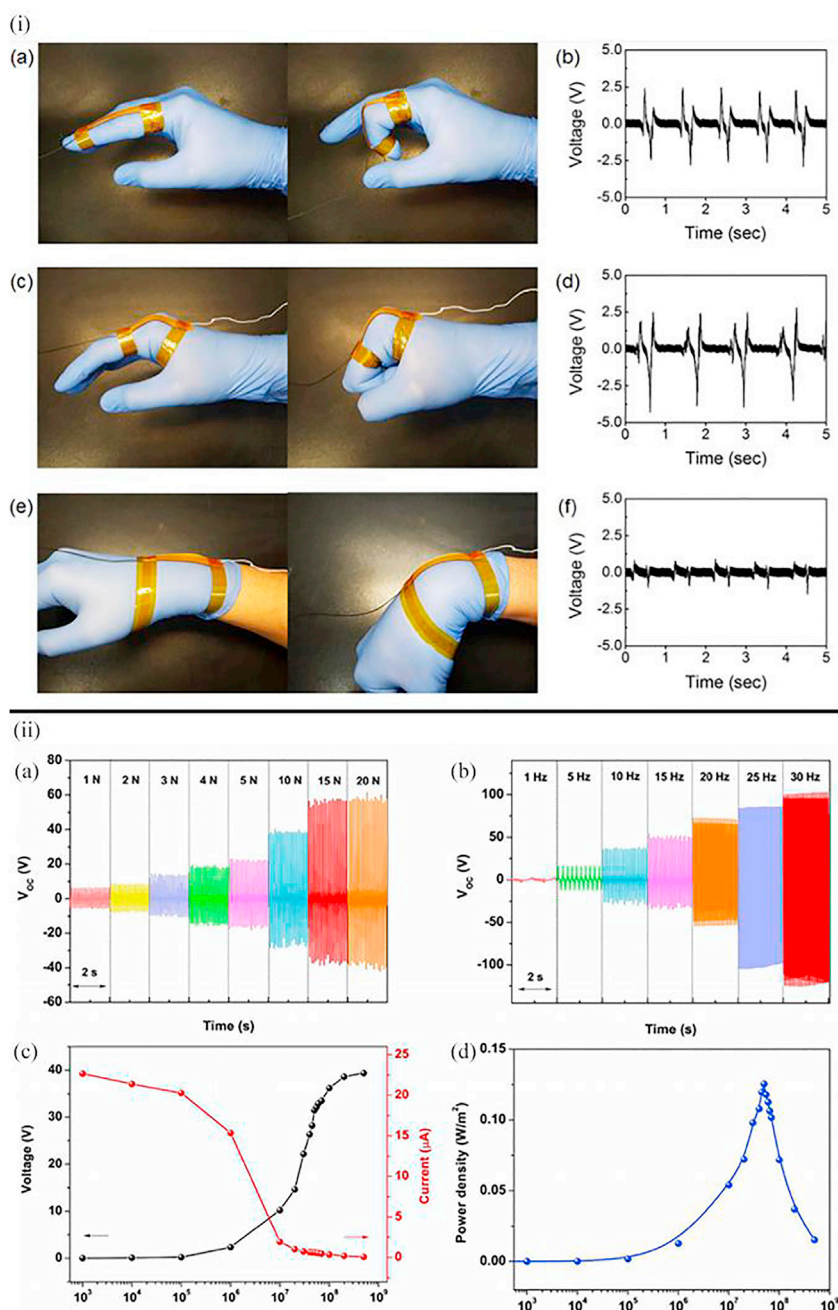 (i)
(a)
(b)
Voltage (V)
5.0
2.5
0.0
-2.5
-5.0
0 1 2 3 4 5
Time (sec)
(c)
(d)
Voltage (V)
5.0
2.5
0.0
-2.5
-5.0
0 1 2 3 4 5
Time (sec)
(e)
(f)
Voltage (V)
5.0
2.5
0.0
-2.5
-5.0
0 1 2 3 4 5
Time (sec)
(ii)
(a)
80
60
40
20
0
-20
-40
-60
V_OC (V)
1 N 2 N 3 N 4 N 5 N 10 N 15 N 20 N
2 s
Time (s)
(b)
100
50
0
-50
-100
V_OC (V)
1 Hz 5 Hz 10 Hz 15 Hz 20 Hz 25 Hz 30 Hz
2 s
Time (s)
(c)
40
30
20
10
0
Voltage (V)
25
20
15
10
5
0
Current (μA)
10³ 10⁴ 10⁵ 10⁶ 10⁷ 10⁸ 10⁹
(d)
0.15
0.10
0.05
0.00
Power density (W/m²)
10³ 10⁴ 10⁵ 10⁶ 10⁷ 10⁸ 10⁹